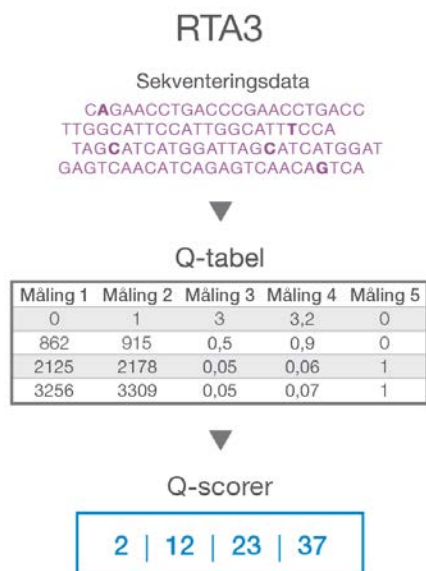 RTA3
Sekventeringsdata
CAGAACCTGACCCGAACCTGACC
TTGGCATTCCATTGGCATTTCCA
TAGCATCATGGATTAGCATCATGGAT
GAGTCAACATCAGAGTCAACAGTCA
Q-tabel
Måling 1 Måling 2 Måling 3 Måling 4 Måling 5
0 1 3 3,2 0
862 915 0,5 0,9 0
2125 2178 0,05 0,06 1
3256 3309 0,05 0,07 1
Q-scorer
2 | 12 | 23 | 37